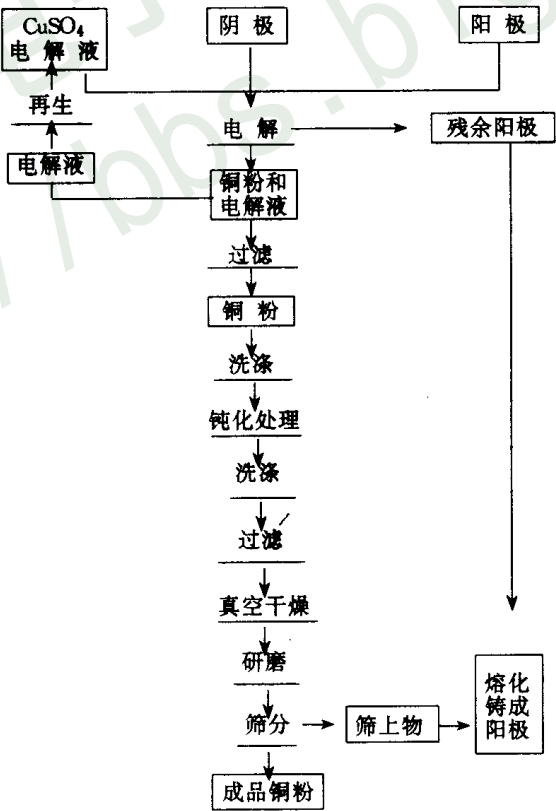 CuSO4
电解液
阴极
阳极
再生
电解
残余阳极
电解液
铜粉和
电解液
过滤
铜粉
洗涤
钝化处理
洗涤
过滤
真空干燥
研磨
筛分
筛上物
熔化
铸成
阳极
成品铜粉